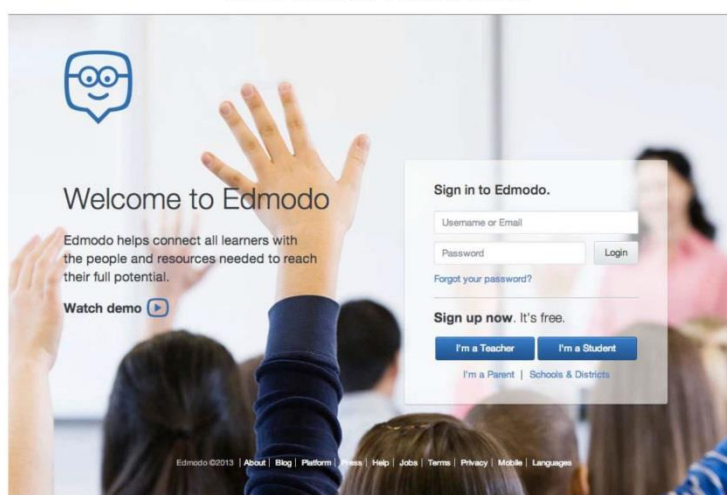 Welcome to Edmodo
Edmodo helps connect all learners with
the people and resources needed to reach
their full potential.
Watch demo
Sign in to Edmodo.
Username or Email
Password
Login
Forgot your password?
Sign up now. It's free.
I'm a Teacher
I'm a Student
I'm a Parent | Schools & Districts
Edmodo ©2013 | About | Blog | Platform | Press | Help | Jobs | Terms | Privacy | Mobile | Languages